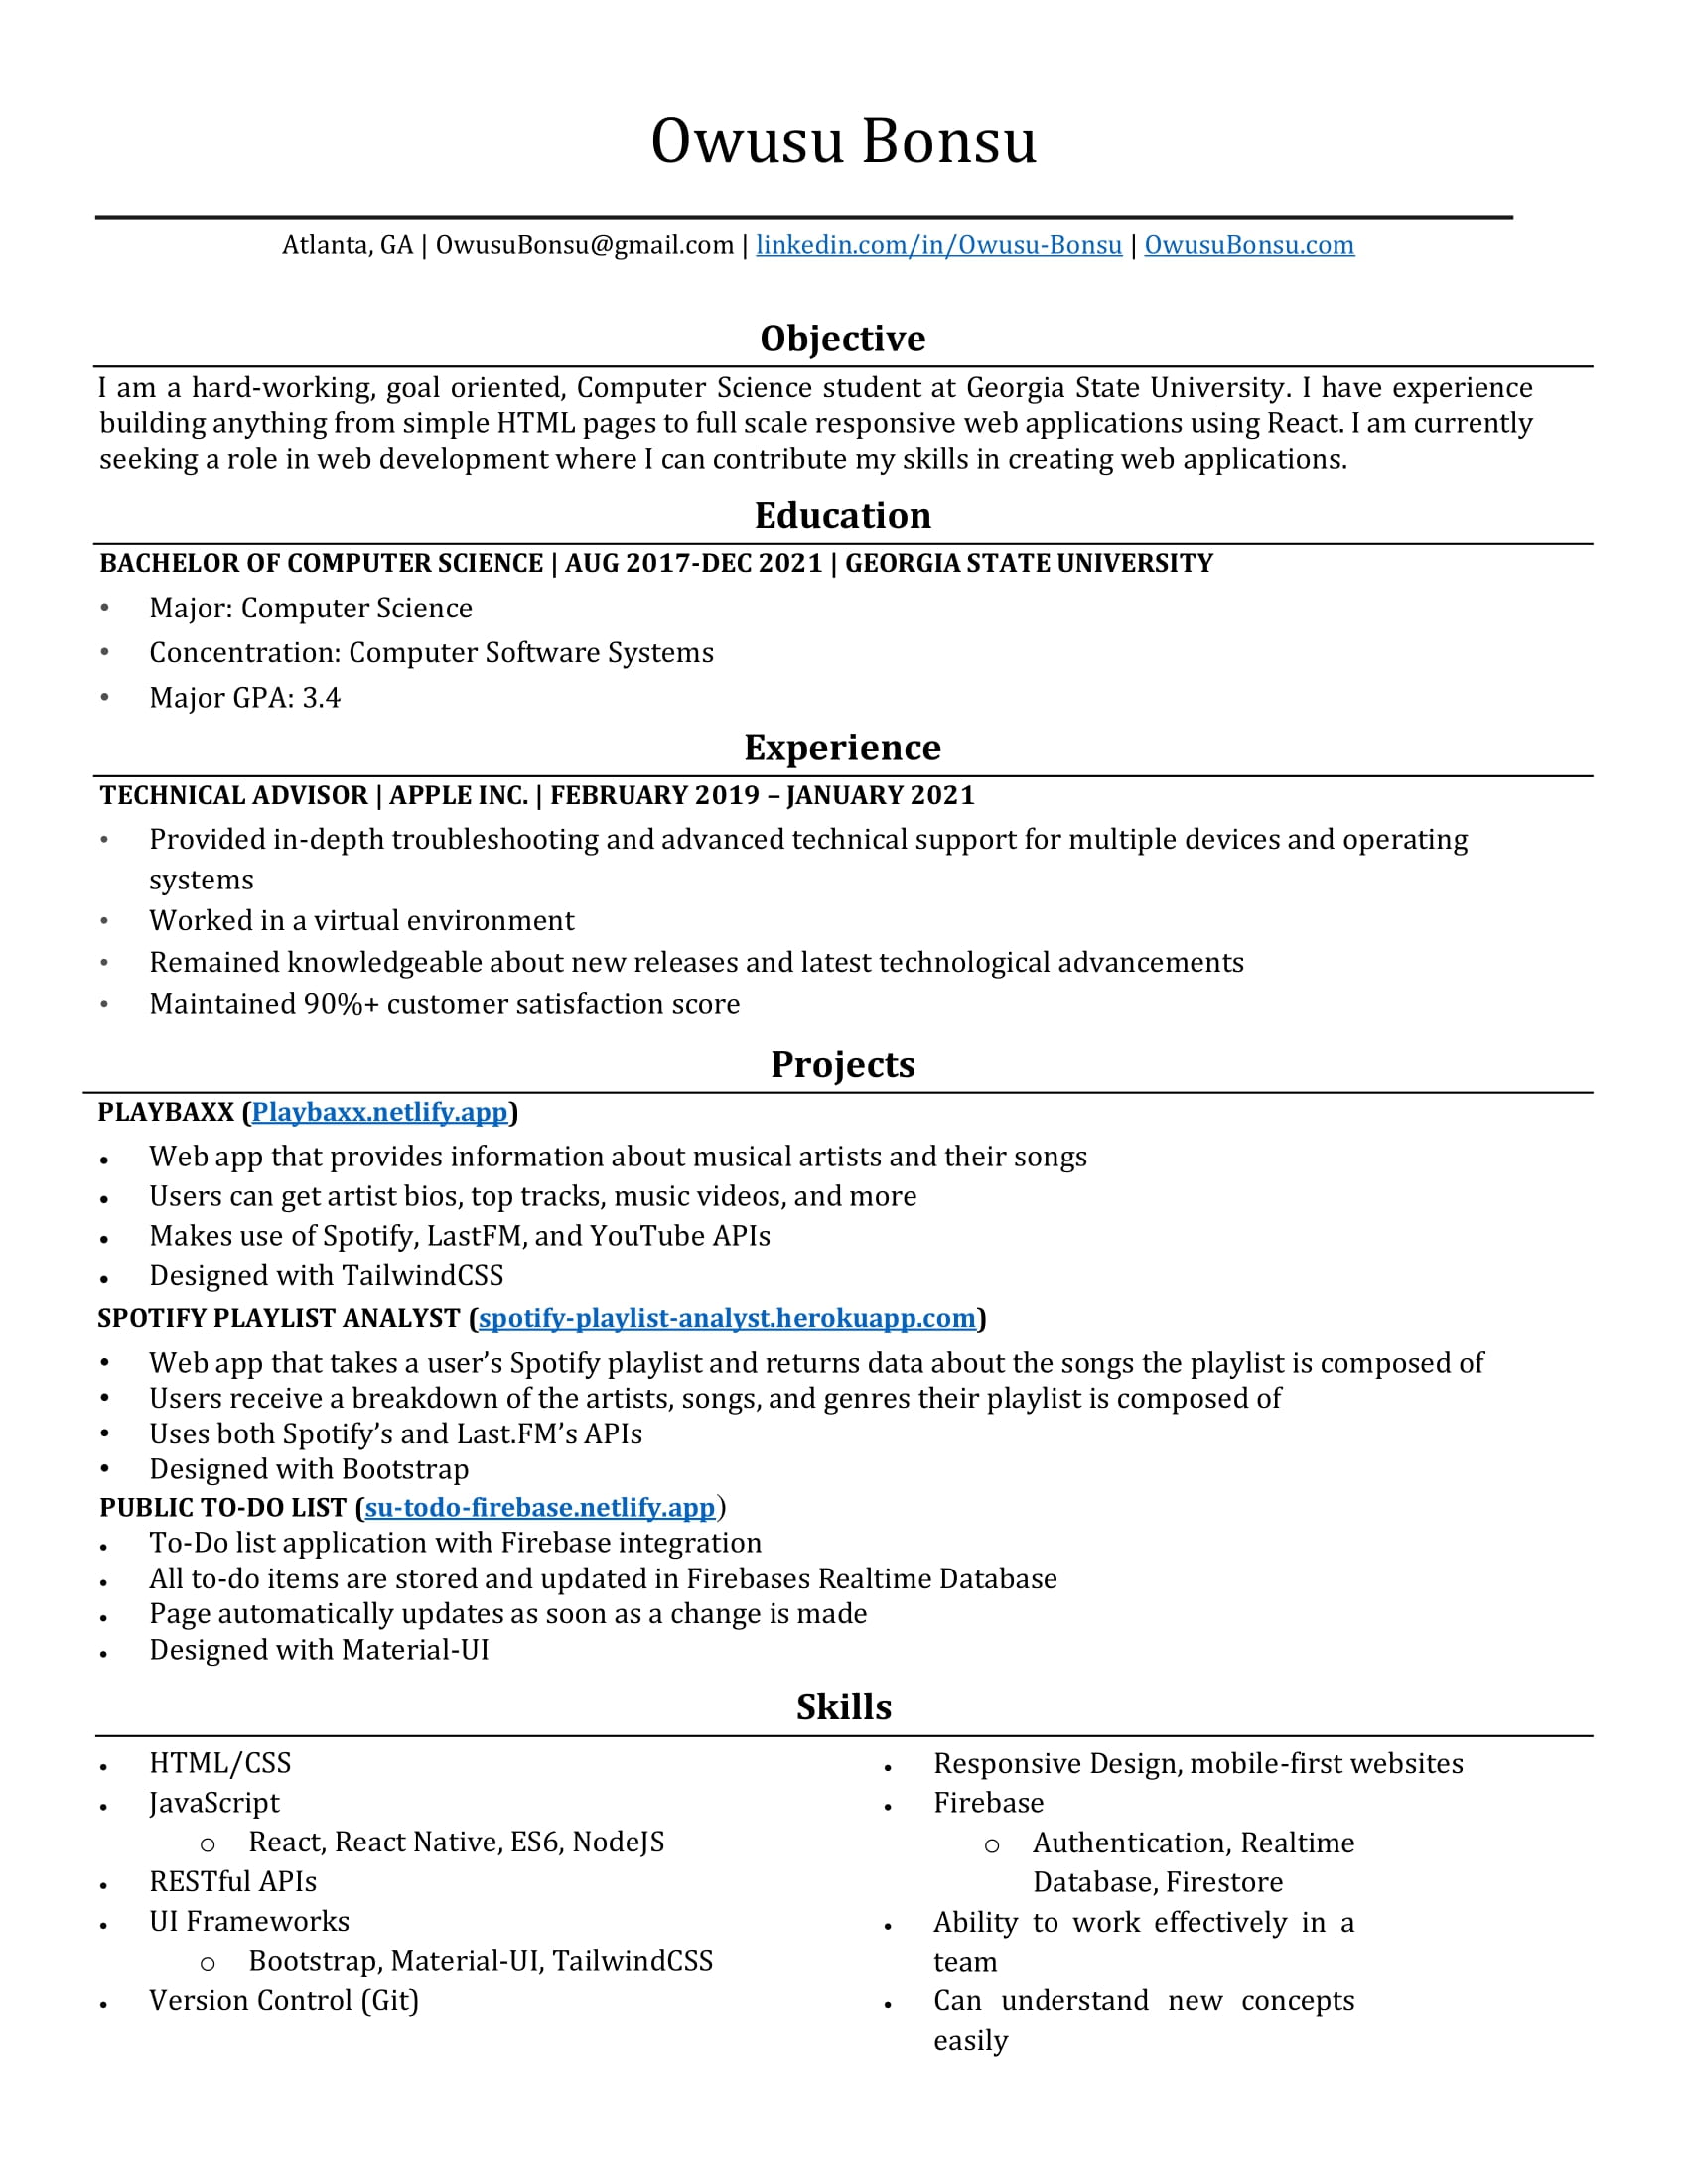 Owusu Bonsu
Atlanta, GA | OwusuBonsu@gmail.com | linkedin.com/in/Owusu-Bonsu | OwusuBonsu.com
Objective
I am a hard-working, goal oriented, Computer Science student at Georgia State University. I have experience
building anything from simple HTML pages to full scale responsive web applications using React. I am currently
seeking a role in web development where I can contribute my skills in creating web applications.
Education
BACHELOR OF COMPUTER SCIENCE | AUG 2017-DEC 2021 | GEORGIA STATE UNIVERSITY
• Major: Computer Science
• Concentration: Computer Software Systems
• Major GPA: 3.4
Experience
TECHNICAL ADVISOR | APPLE INC. | FEBRUARY 2019 – JANUARY 2021
• Provided in-depth troubleshooting and advanced technical support for multiple devices and operating
systems
• Worked in a virtual environment
• Remained knowledgeable about new releases and latest technological advancements
• Maintained 90%+ customer satisfaction score
Projects
PLAYBAXX (Playbaxx.netlify.app)
• Web app that provides information about musical artists and their songs
• Users can get artist bios, top tracks, music videos, and more
• Makes use of Spotify, LastFM, and YouTube APIs
• Designed with TailwindCSS
SPOTIFY PLAYLIST ANALYST (spotify-playlist-analyst.herokuapp.com)
• Web app that takes a user’s Spotify playlist and returns data about the songs the playlist is composed of
• Users receive a breakdown of the artists, songs, and genres their playlist is composed of
• Uses both Spotify’s and Last.FM’s APIs
• Designed with Bootstrap
PUBLIC TO-DO LIST (su-todo-firebase.netlify.app)
• To-Do list application with Firebase integration
• All to-do items are stored and updated in Firebases Realtime Database
• Page automatically updates as soon as a change is made
• Designed with Material-UI
Skills
• HTML/CSS
• JavaScript
o React, React Native, ES6, NodeJS
• RESTful APIs
• UI Frameworks
o Bootstrap, Material-UI, TailwindCSS
• Version Control (Git)
• Responsive Design, mobile-first websites
• Firebase
o Authentication, Realtime
Database, Firestore
• Ability to work effectively in a
team
• Can understand new concepts
easily